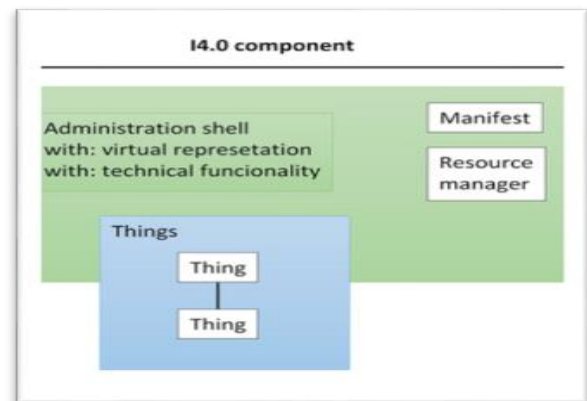 I4.0 component
Administration shell
with: virtual represetation
with: technical funcionality
Manifest
Resource
manager
Things
Thing
Thing